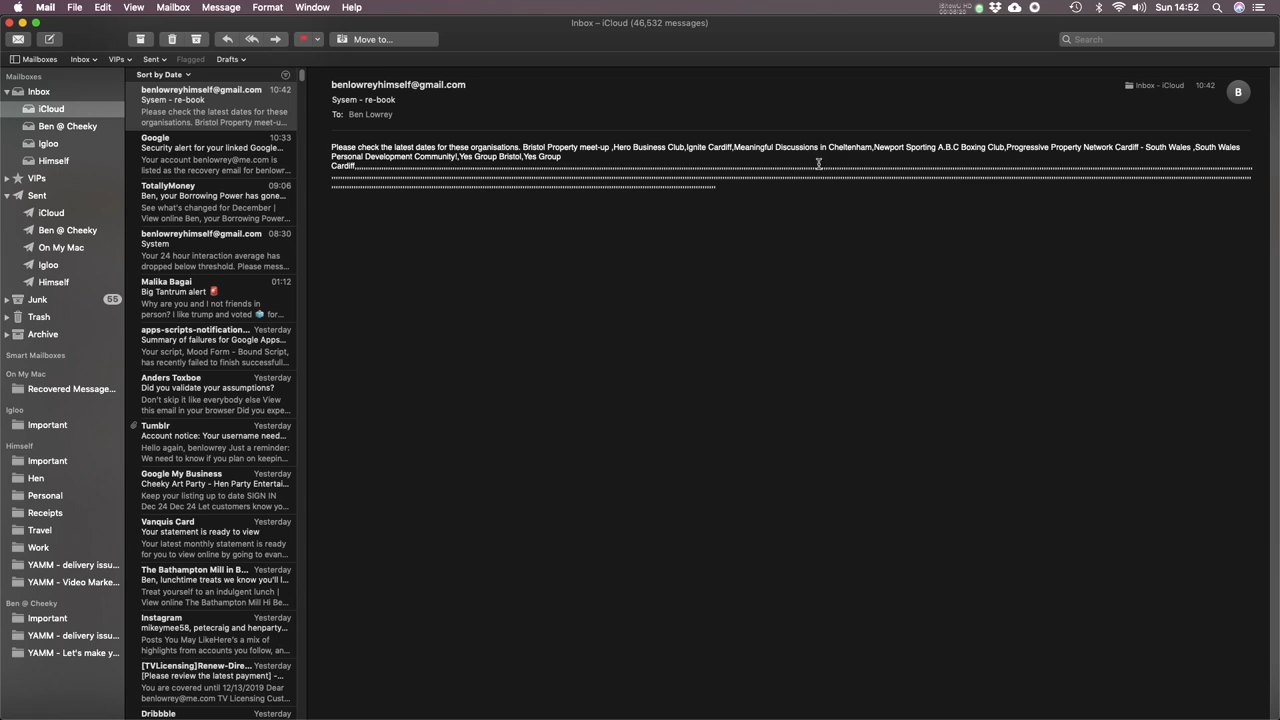 Mail File Edit View Mailbox Message Format Window Help
iShowU HD
00:08:20
Sun 14:52
Inbox – iCloud (46,532 messages)
Move to...
Search
Mailboxes Inbox VIPs Sent Flagged Drafts
Mailboxes
Inbox
iCloud
Ben @ Cheeky
Igloo
Himself
VIPs
Sent
iCloud
Ben @ Cheeky
On My Mac
Igloo
Himself
Junk 55
Trash
Archive
Smart Mailboxes
On My Mac
Recovered Message...
Igloo
Important
Himself
Important
Hen
Personal
Receipts
Travel
Work
YAMM - delivery issu...
YAMM - Video Marke...
Ben @ Cheeky
Important
YAMM - delivery issu...
YAMM - Let's make y...
Sort by Date
benlowreyhimself@gmail.com 10:42
Sysem - re-book
Please check the latest dates for these
organisations. Bristol Property meet-u...
Google 10:33
Security alert for your linked Google...
Your account benlowrey@me.com is
listed as the recovery email for benlowr...
TotallyMoney 09:06
Ben, your Borrowing Power has gone...
See what's changed for December |
View online Ben, your Borrowing Power...
benlowreyhimself@gmail.com 08:30
System
Your 24 hour interaction average has
dropped below threshold. Please mess...
Malika Bagai 01:12
Big Tantrum alert 🚨
Why are you and I not friends in
person? I like trump and voted 🗳 for...
apps-scripts-notification... Yesterday
Summary of failures for Google Apps...
Your script, Mood Form - Bound Script,
has recently failed to finish successfull...
Anders Toxboe Yesterday
Did you validate your assumptions?
Don't skip it like everybody else View
this email in your browser Did you expe...
Tumblr Yesterday
Account notice: Your username need...
Hello again, benlowrey Just a reminder:
We need to know if you plan on keepin...
Google My Business Yesterday
Cheeky Art Party - Hen Party Entertai...
Keep your listing up to date SIGN IN
Dec 24 Dec 24 Let customers know yo...
Vanquis Card Yesterday
Your statement is ready to view
Your latest monthly statement is ready
for you to view online by going to evan...
The Bathampton Mill in B... Yesterday
Ben, lunchtime treats we know you'll l...
Treat yourself to an indulgent lunch |
View online The Bathampton Mill Hi Be...
Instagram Yesterday
mikeymee58, petecraig and henparty...
Posts You May LikeHere's a mix of
highlights from accounts you follow, an...
[TVLicensing]Renew-Dire... Yesterday
[Please review the latest payment] -...
You are covered until 12/13/2019 Dear
benlowrey@me.com TV Licensing Cust...
Dribbble Yesterday
benlowreyhimself@gmail.com
Inbox - iCloud 10:42
B
Sysem - re-book
To: Ben Lowrey
Please check the latest dates for these organisations. Bristol Property meet-up ,Hero Business Club,Ignite Cardiff,Meaningful Discussions in Cheltenham,Newport Sporting A.B.C Boxing Club,Progressive Property Network Cardiff - South Wales ,South Wales
Personal Development Community!,Yes Group Bristol,Yes Group
Cardiff,,,,,,,,,,,,,,,,,,,,,,,,,,,,,,,,,,,,,,,,